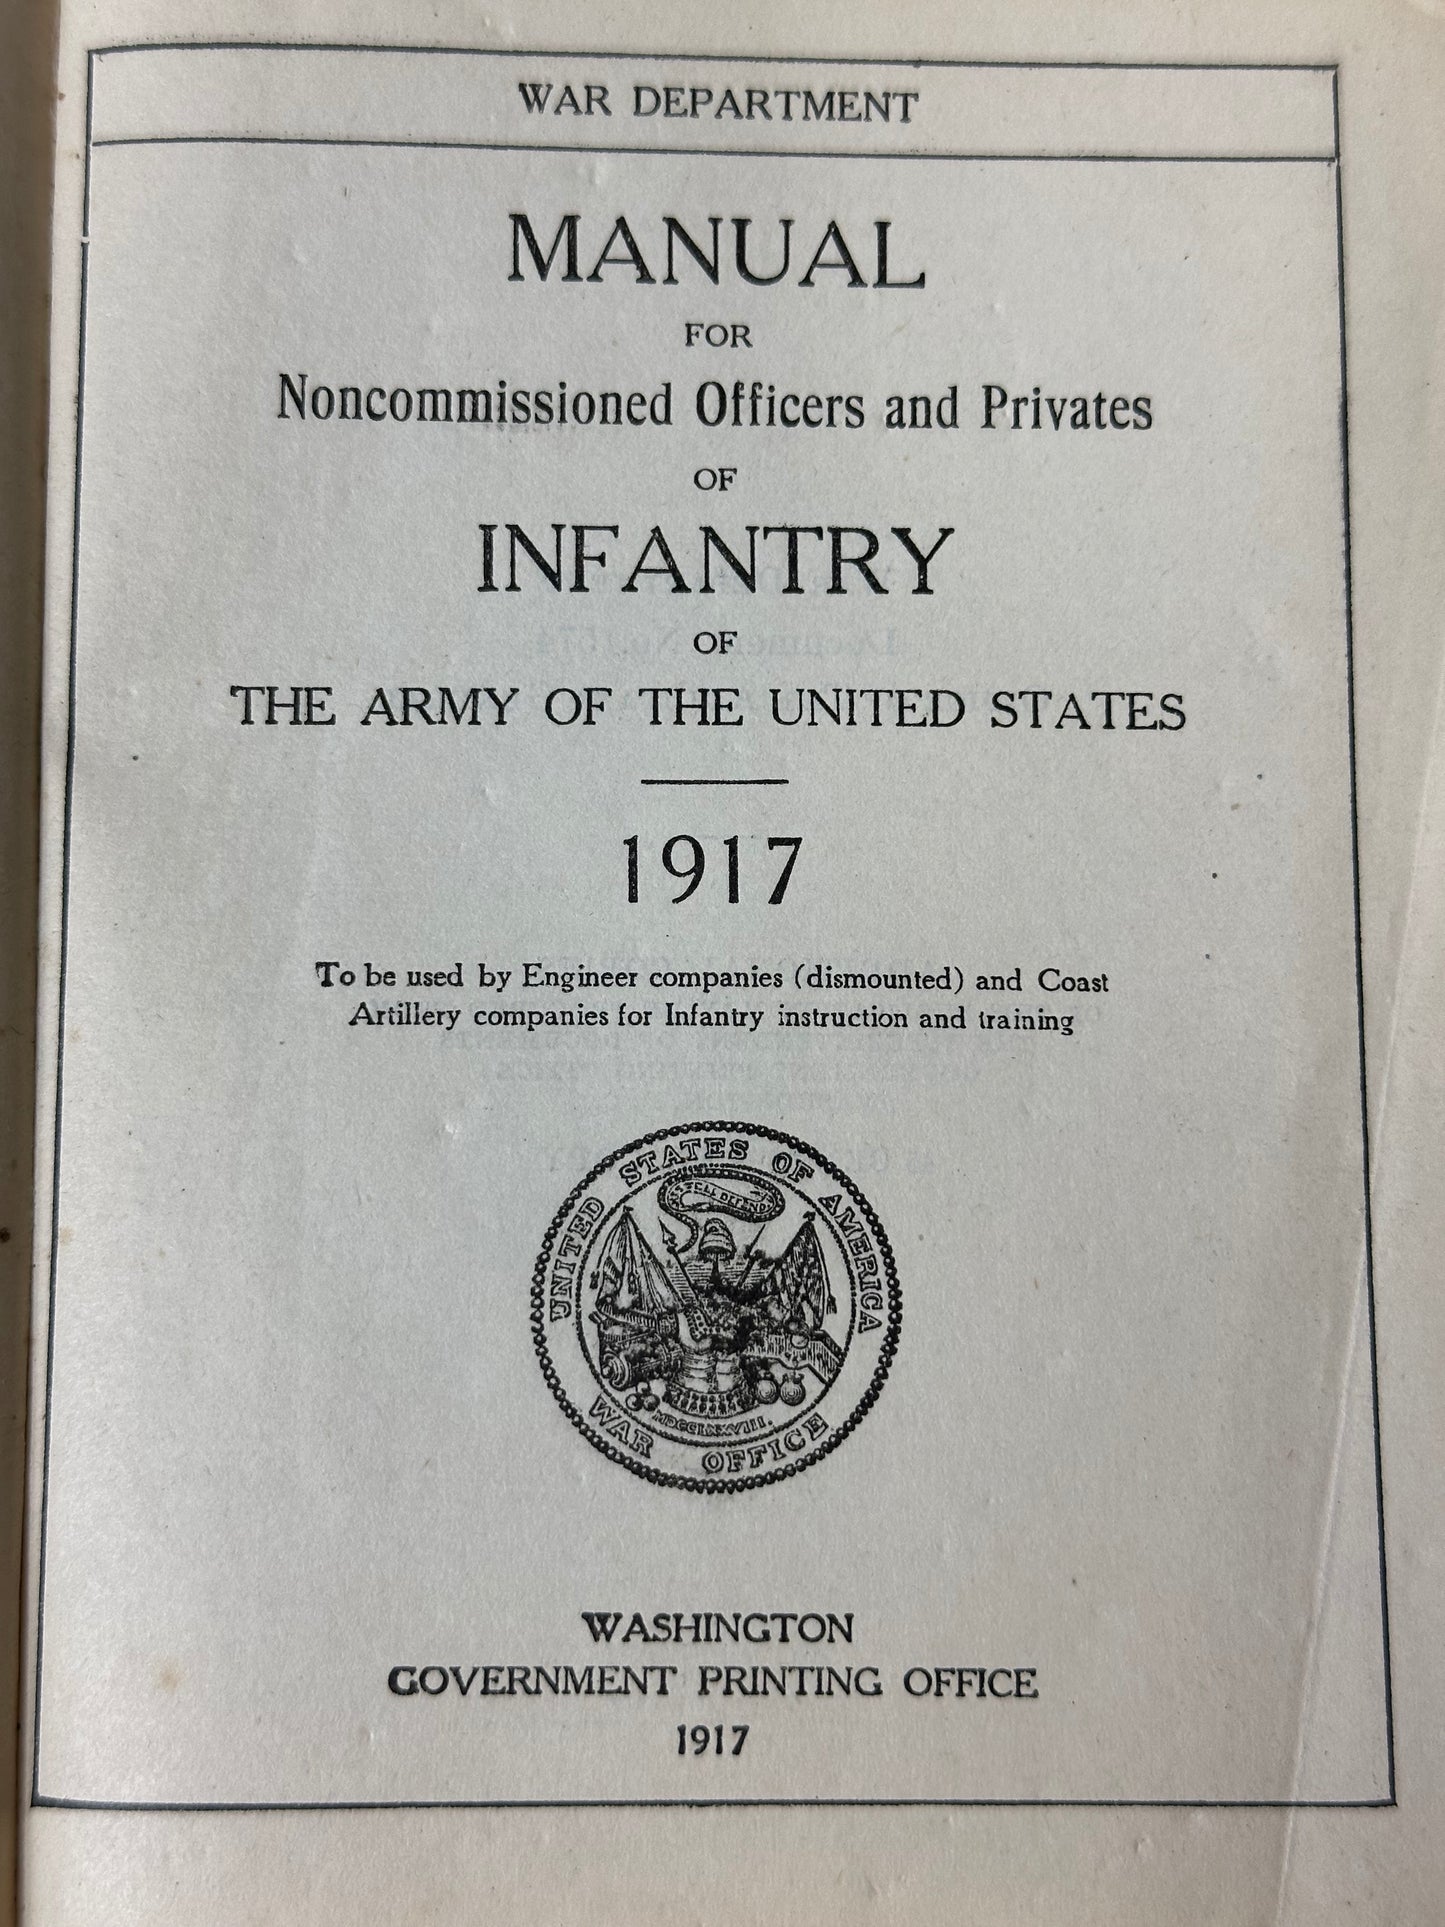 WAR DEPARTMENT
MANUAL
FOR
Noncommissioned Officers and Privates
OF
INFANTRY
OF
THE ARMY OF THE UNITED STATES
1917
To be used by Engineer companies (dismounted) and Coast
Artillery companies for Infantry instruction and training
UNITED STATES OF AMERICA
DEFEND
MDCCLXXVIII.
WAR OFFICE
WASHINGTON
GOVERNMENT PRINTING OFFICE
1917